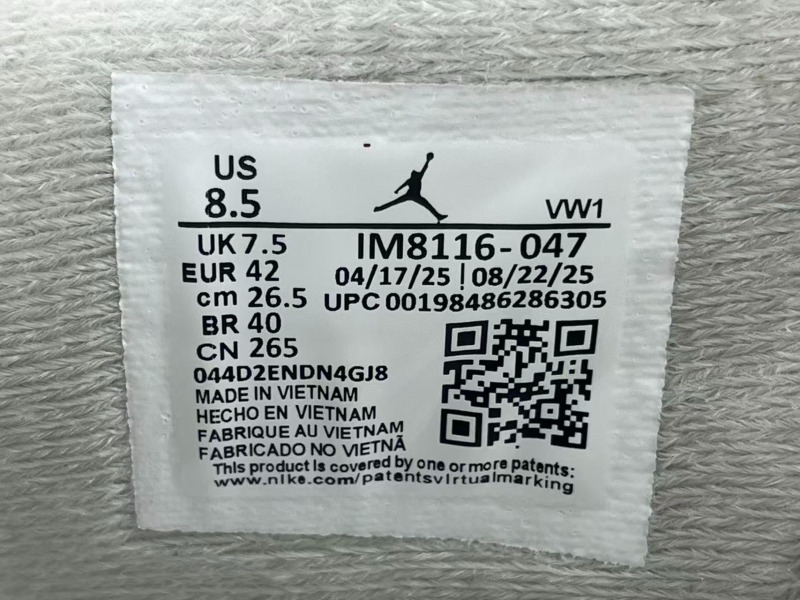 US
8.5
VW1
UK 7.5
IM8116-047
EUR 42
04/17/25 | 08/22/25
cm 26.5
UPC 00198486286305
BR 40
CN 265
044D2ENDN4GJ8
MADE IN VIETNAM
HECHO EN VIETNAM
FABRIQUE AU VIETNAM
FABRICADO NO VIETNÃ
This product is covered by one or more patents:
www.nike.com/patentsvirtualmarking